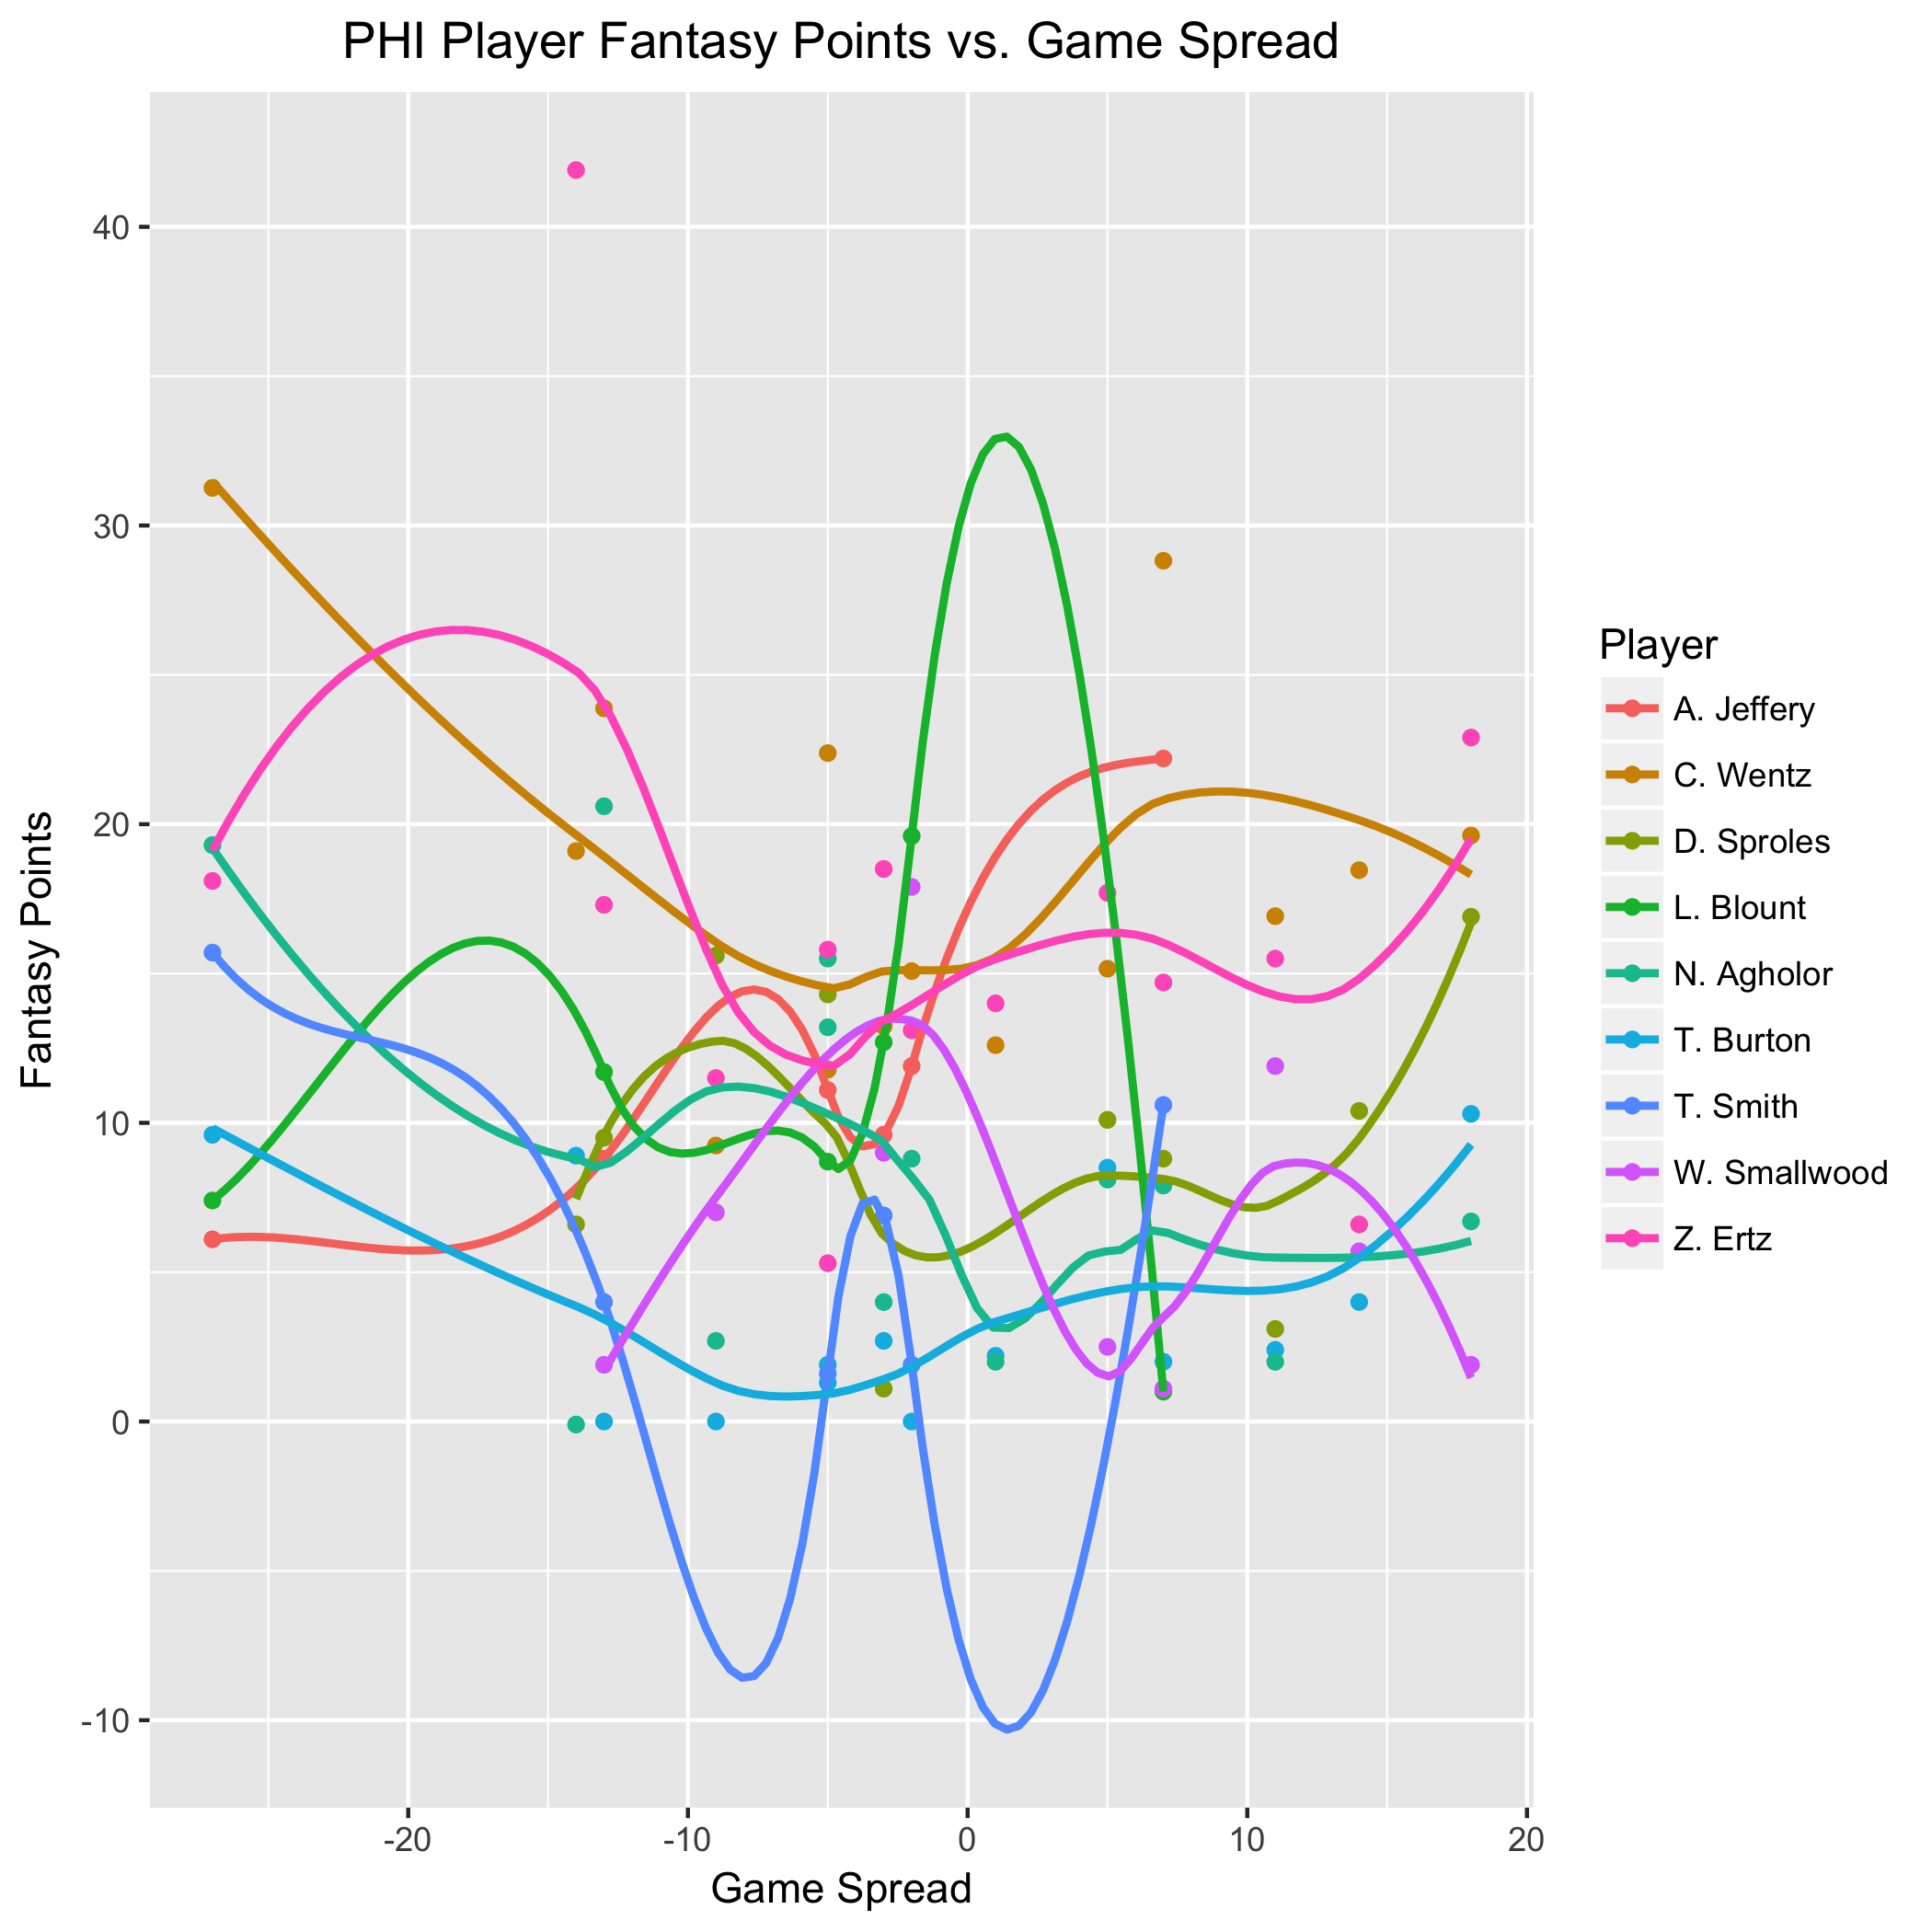 PHI Player Fantasy Points vs. Game Spread
Fantasy Points
40
30
20
10
0
-10
-20
-10
0
10
20
Game Spread
Player
A. Jeffery
C. Wentz
D. Sproles
L. Blount
N. Agholor
T. Burton
T. Smith
W. Smallwood
Z. Ertz